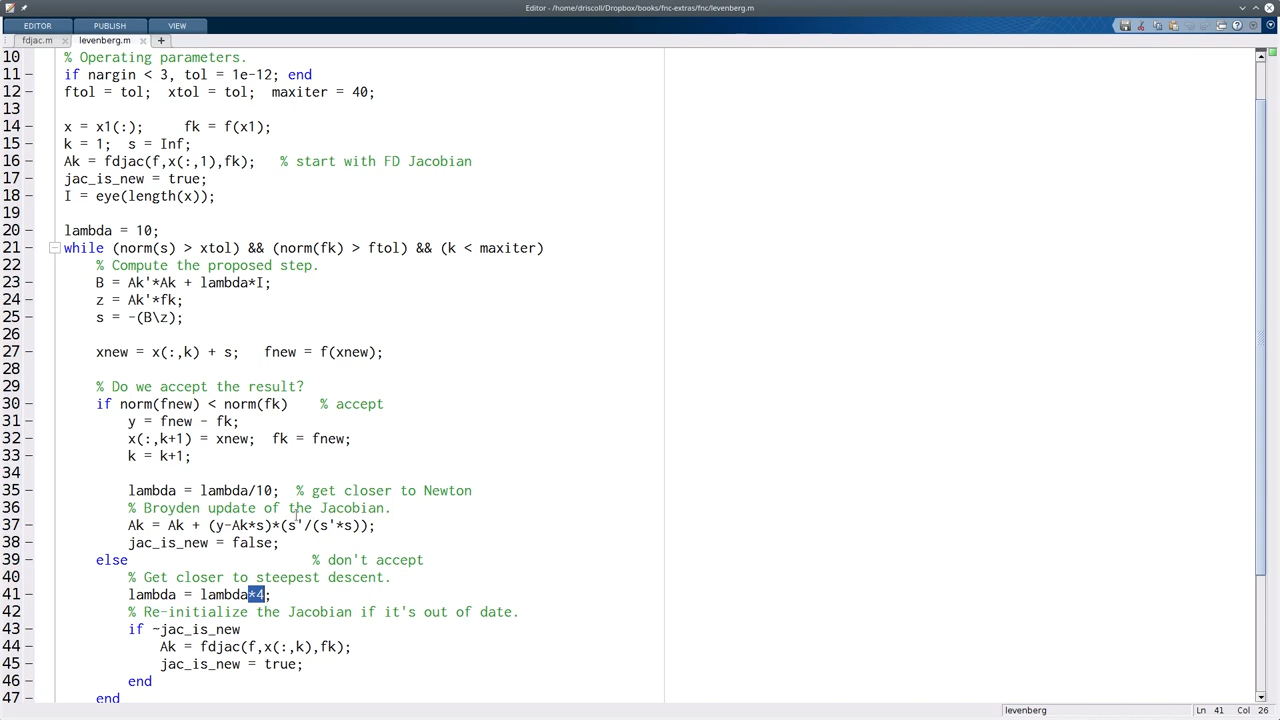 Editor - /home/driscoll/Dropbox/books/fnc-extras/fnc/levenberg.m
EDITOR PUBLISH VIEW
fdjac.m × levenberg.m × +
10 % Operating parameters.
11 – if nargin < 3, tol = 1e-12; end
12 – ftol = tol;  xtol = tol;  maxiter = 40;
13
14 – x = x1(:);     fk = f(x1);
15 – k = 1;  s = Inf;
16 – Ak = fdjac(f,x(:,1),fk);   % start with FD Jacobian
17 – jac_is_new = true;
18 – I = eye(length(x));
19
20 – lambda = 10;
21 – while (norm(s) > xtol) && (norm(fk) > ftol) && (k < maxiter)
22     % Compute the proposed step.
23 –     B = Ak'*Ak + lambda*I;
24 –     z = Ak'*fk;
25 –     s = -(B\z);
26
27 –     xnew = x(:,k) + s;   fnew = f(xnew);
28
29     % Do we accept the result?
30 –     if norm(fnew) < norm(fk)    % accept
31 –         y = fnew - fk;
32 –         x(:,k+1) = xnew;  fk = fnew;
33 –         k = k+1;
34
35 –         lambda = lambda/10;  % get closer to Newton
36         % Broyden update of the Jacobian.
37 –         Ak = Ak + (y-Ak*s)*(s'/(s'*s));
38 –         jac_is_new = false;
39 –     else                       % don't accept
40         % Get closer to steepest descent.
41 –         lambda = lambda*4;
42         % Re-initialize the Jacobian if it's out of date.
43 –         if ~jac_is_new
44 –             Ak = fdjac(f,x(:,k),fk);
45 –             jac_is_new = true;
46 –         end
47 –     end
levenberg Ln 41 Col 26